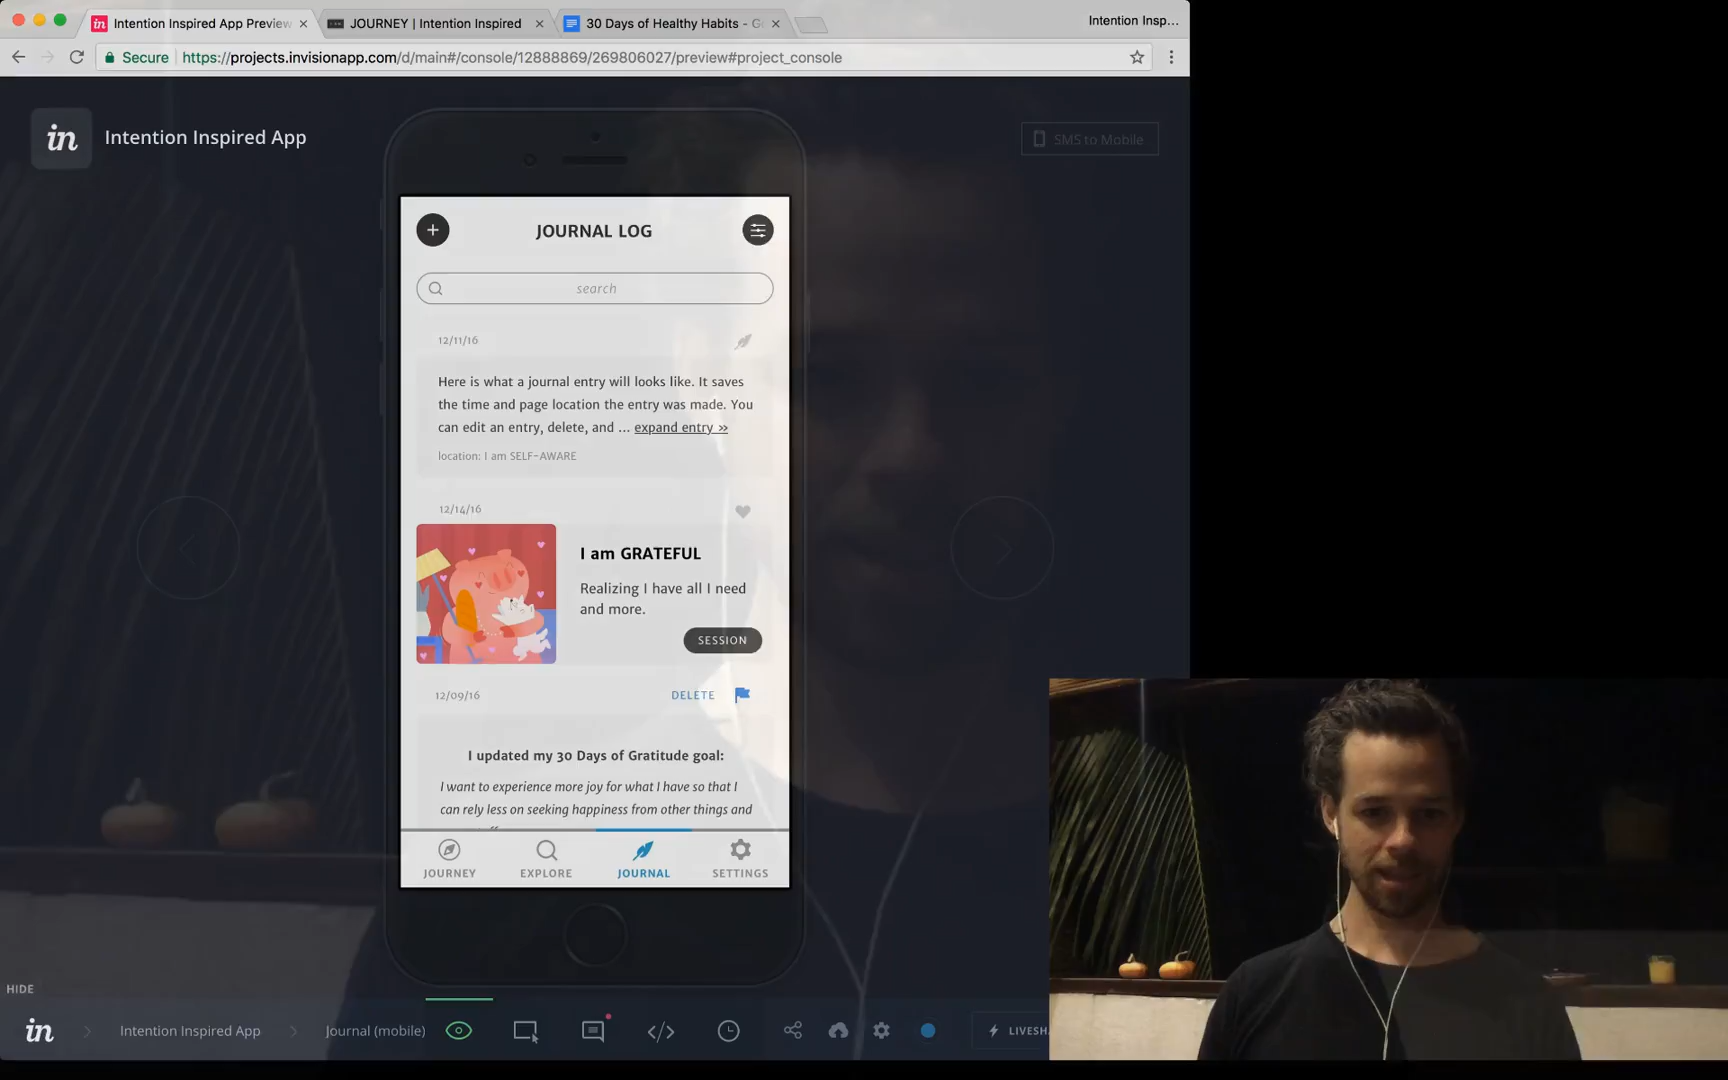 Intention Inspired App Preview
JOURNEY | Intention Inspired
30 Days of Healthy Habits - G
Intention Insp...
Secure
https://projects.invisionapp.com/d/main#/console/12888869/269806027/preview#project_console
in
Intention Inspired App
SMS to Mobile
JOURNAL LOG
search
12/11/16
Here is what a journal entry will looks like. It saves
the time and page location the entry was made. You
can edit an entry, delete, and ... expand entry »
location: I am SELF-AWARE
12/14/16
I am GRATEFUL
Realizing I have all I need
and more.
SESSION
12/09/16
DELETE
I updated my 30 Days of Gratitude goal:
I want to experience more joy for what I have so that I
can rely less on seeking happiness from other things and
JOURNEY
EXPLORE
JOURNAL
SETTINGS
HIDE
in
Intention Inspired App
Journal (mobile)
LIVESH